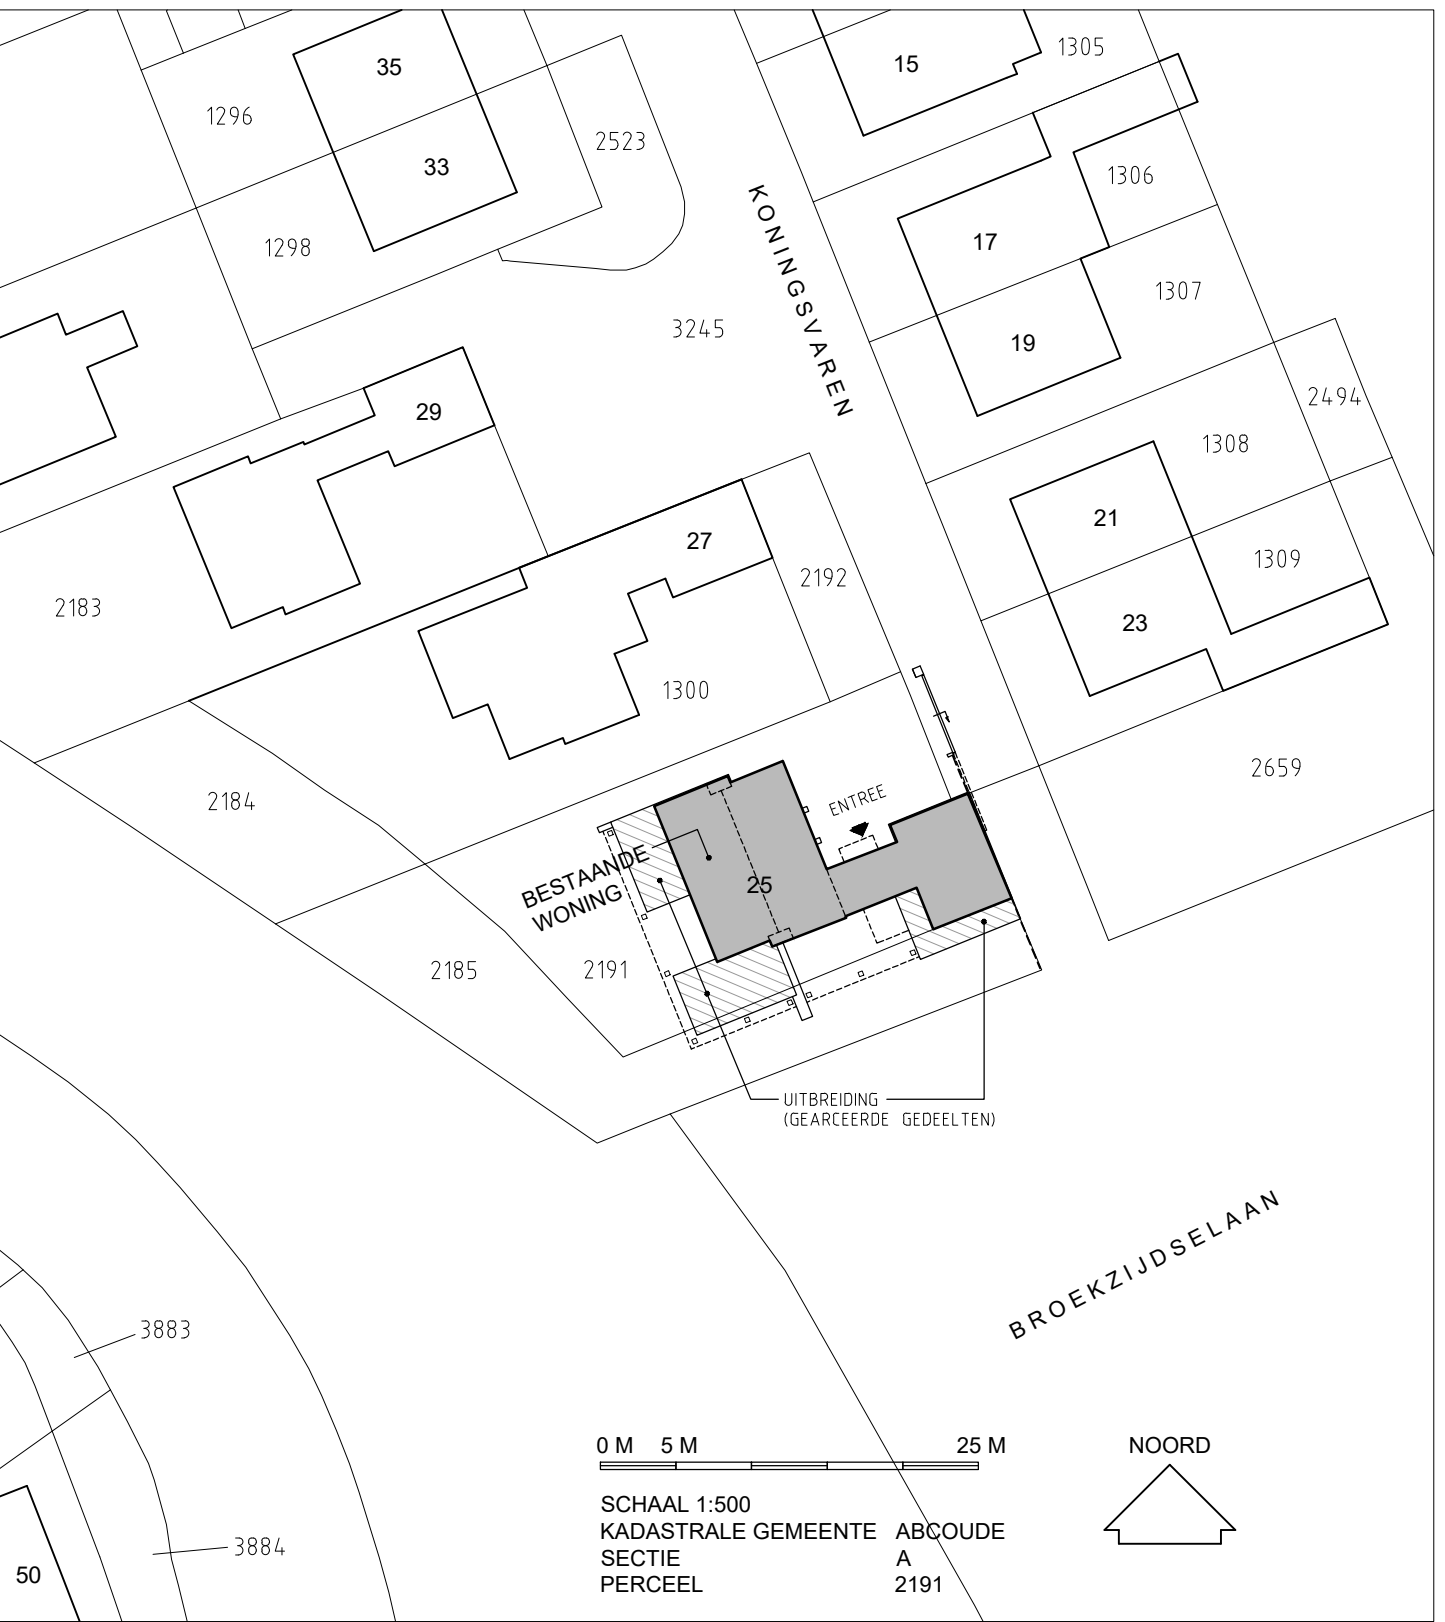 35
15
1305
1296
2523
33
1306
1298
17
KONINGSVAREN
1307
3245
19
2494
29
1308
21
27
1309
2192
2183
23
1300
2659
2184
ENTREE
BESTAANDE
WONING
25
2185
2191
UITBREIDING
(GEARCEERDE GEDEELTEN)
BROEKZIJDSELAAN
3883
3884
50
0 M 5 M 25 M
NOORD
SCHAAL 1:500
KADASTRALE GEMEENTE ABCOUDE
SECTIE A
PERCEEL 2191